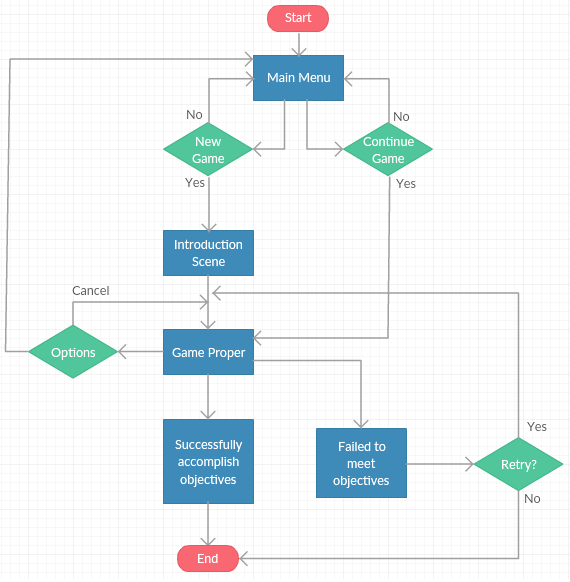 Start
Main Menu
No
No
New
Game
Continue
Game
Yes
Yes
Introduction
Scene
Cancel
Options
Game Proper
Successfully
accomplish
objectives
Failed to
meet
objectives
Yes
Retry?
No
End